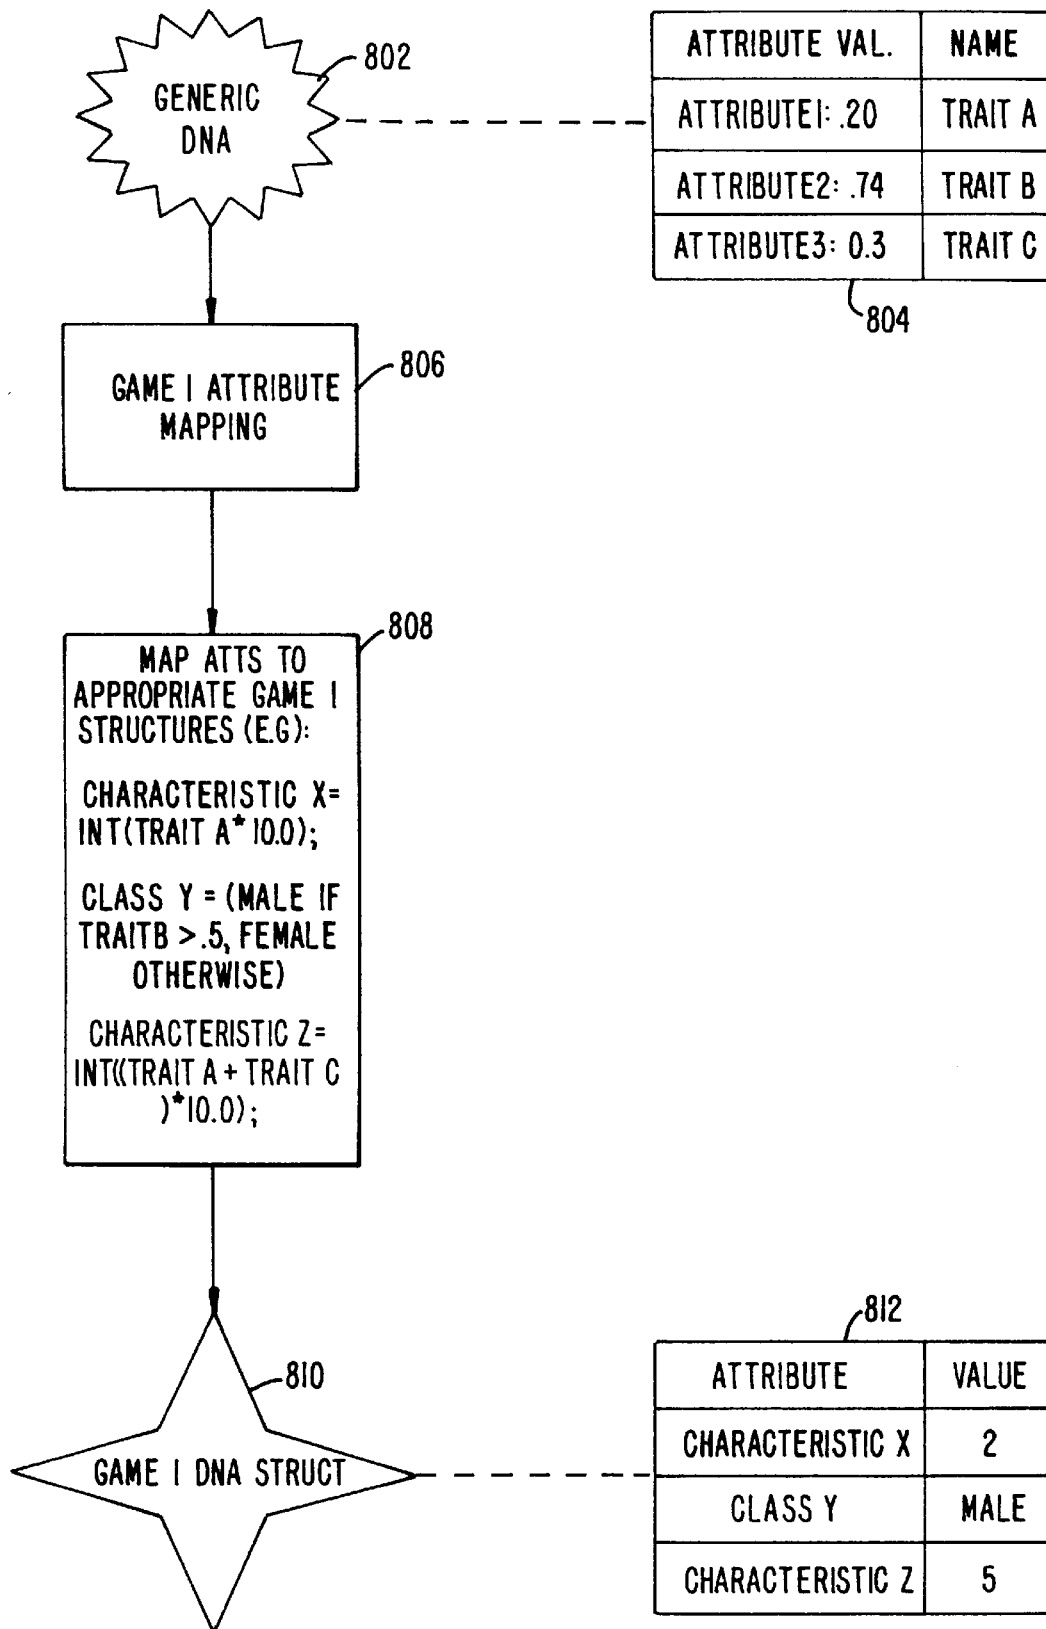 802
GENERIC
DNA
ATTRIBUTE VAL. NAME
ATTRIBUTE1: .20 TRAIT A
ATTRIBUTE2: .74 TRAIT B
ATTRIBUTE3: 0.3 TRAIT C
804
806
GAME 1 ATTRIBUTE
MAPPING
808
MAP ATTS TO
APPROPRIATE GAME 1
STRUCTURES (E.G):
CHARACTERISTIC X=
INT(TRAIT A* 10.0);
CLASS Y = (MALE IF
TRAITB >.5, FEMALE
OTHERWISE)
CHARACTERISTIC Z=
INT((TRAIT A + TRAIT C
)*10.0);
810
GAME 1 DNA STRUCT
812
ATTRIBUTE VALUE
CHARACTERISTIC X 2
CLASS Y MALE
CHARACTERISTIC Z 5